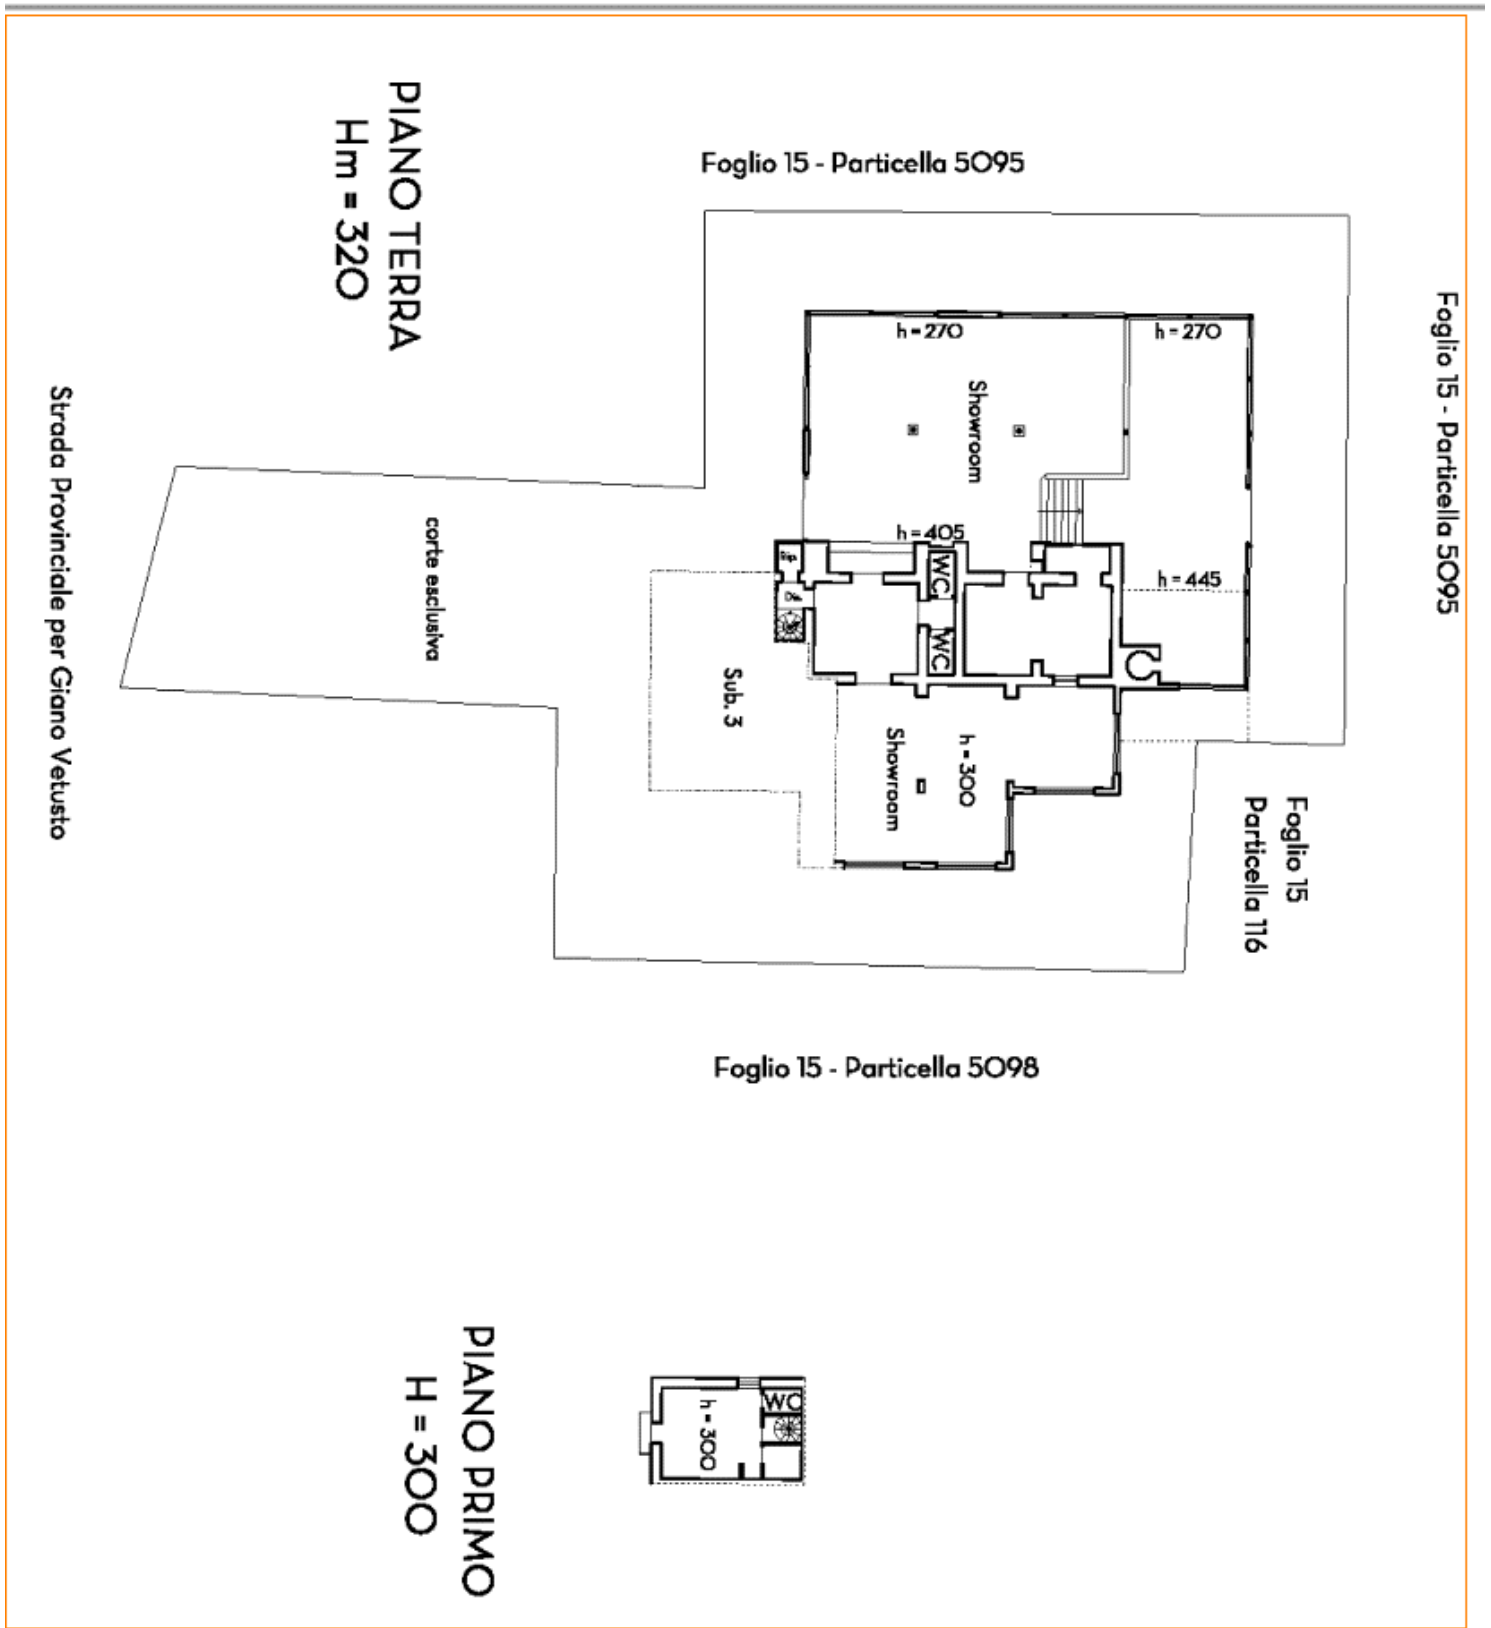 PIANO TERRA
Hm = 320
Foglio 15 - Particella 5095
Foglio 15 - Particella 5095
h = 270
h = 270
Showroom
h = 405
h = 445
Rip.
Dis.
WC
WC
corte esclusiva
Strada Provinciale per Giano Vetusto
Sub. 3
Showroom
h = 300
Foglio 15
Particella 116
Foglio 15 - Particella 5098
PIANO PRIMO
H = 300
WC
h = 300